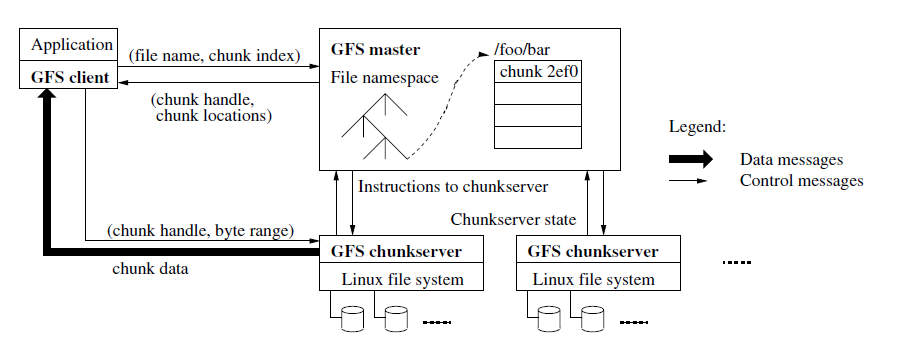 Application
GFS client
(file name, chunk index)
(chunk handle,
chunk locations)
GFS master
File namespace
/foo/bar
chunk 2ef0
Legend:
Data messages
Control messages
Instructions to chunkserver
Chunkserver state
(chunk handle, byte range)
chunk data
GFS chunkserver
Linux file system
GFS chunkserver
Linux file system